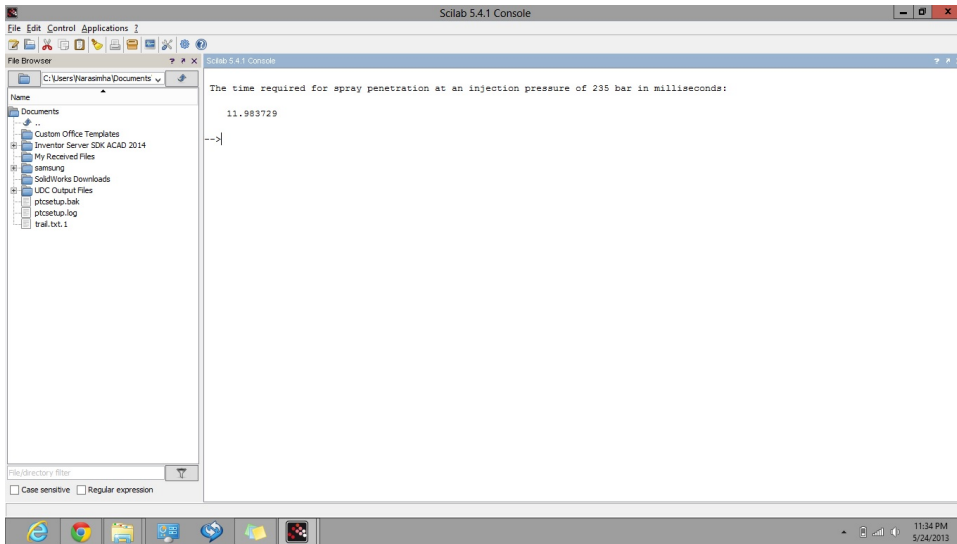 Scilab 5.4.1 Console
File Edit Control Applications ?
File Browser
Scilab 5.4.1 Console
C:\Users\Narasimha\Documents
Name
Documents
..
Custom Office Templates
Inventor Server SDK ACAD 2014
My Received Files
samsung
SolidWorks Downloads
UDC Output Files
ptcsetup.bak
ptcsetup.log
trail.txt.1
The time required for spray penetration at an injection pressure of 235 bar in milliseconds:
11.983729
-->
File/directory filter
Case sensitive Regular expression
11:34 PM
5/24/2013